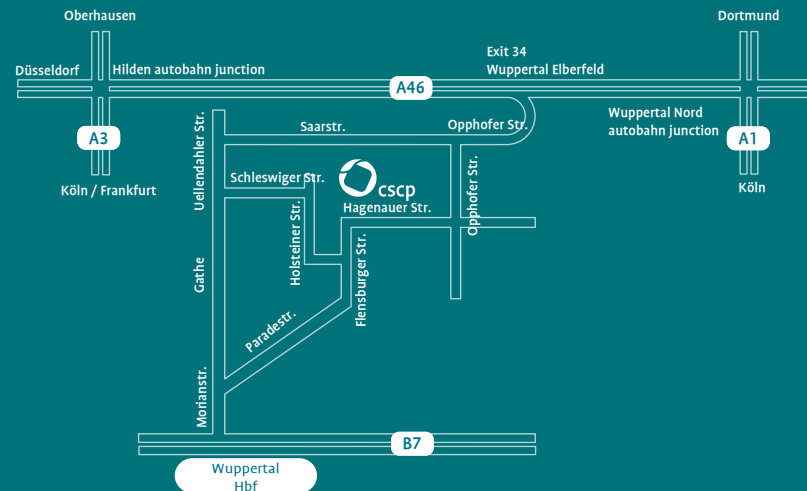 Oberhausen
Dortmund
Exit 34
Düsseldorf
Hilden autobahn junction
Wuppertal Elberfeld
A46
Wuppertal Nord
autobahn junction
A3
A1
Saarstr.
Opphofer Str.
Uellendahler Str.
Schleswiger Str.
cscp
Köln / Frankfurt
Köln
Hagenauer Str.
Opphofer Str.
Holsteiner Str.
Flensburger Str.
Gathe
Paradestr.
Morianstr.
B7
Wuppertal
Hbf